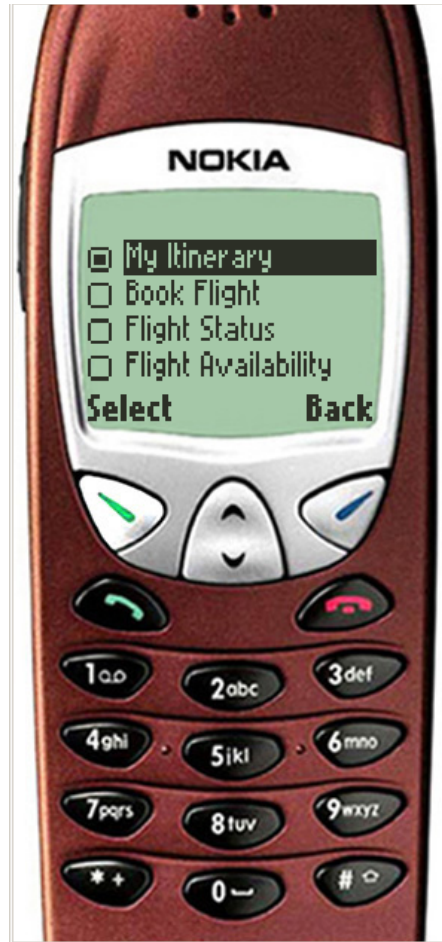 NOKIA
My Itinerary
Book Flight
Flight Status
Flight Availability
Select Back
1
2abc 3def
4ghi 5jkl 6mno
7pqrs 8tuv 9wxyz
* + 0 #